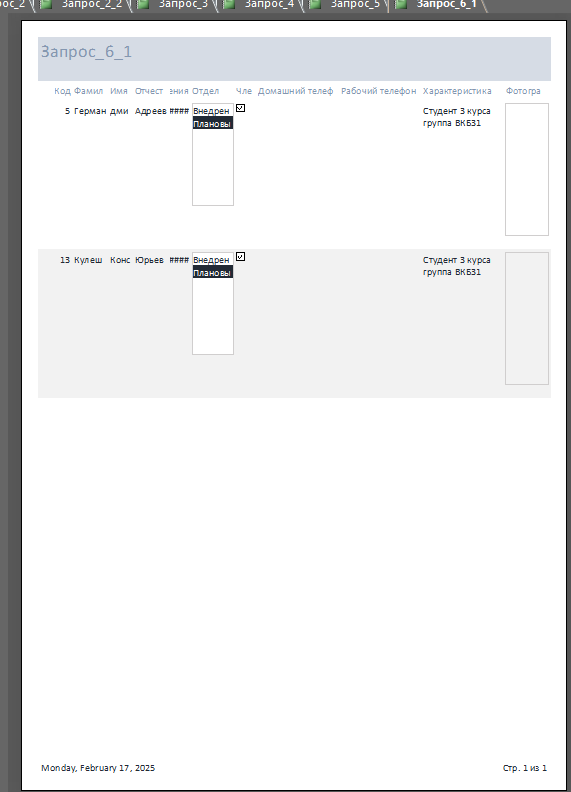 Запрос_2_2 Запрос_3 Запрос_4 Запрос_5 Запрос_6_1
Запрос_6_1
Код Фамил Имя Отчест ения Отдел Чле Домашний телеф Рабочий телефон Характеристика Фотогра
5 Герман дми Адреев #### Внедрен Студент 3 курса
Плановы группа ВКБ31
13 Кулеш Конс Юрьев #### Внедрен Студент 3 курса
Плановы группа ВКБ31
Monday, February 17, 2025 Стр. 1 из 1